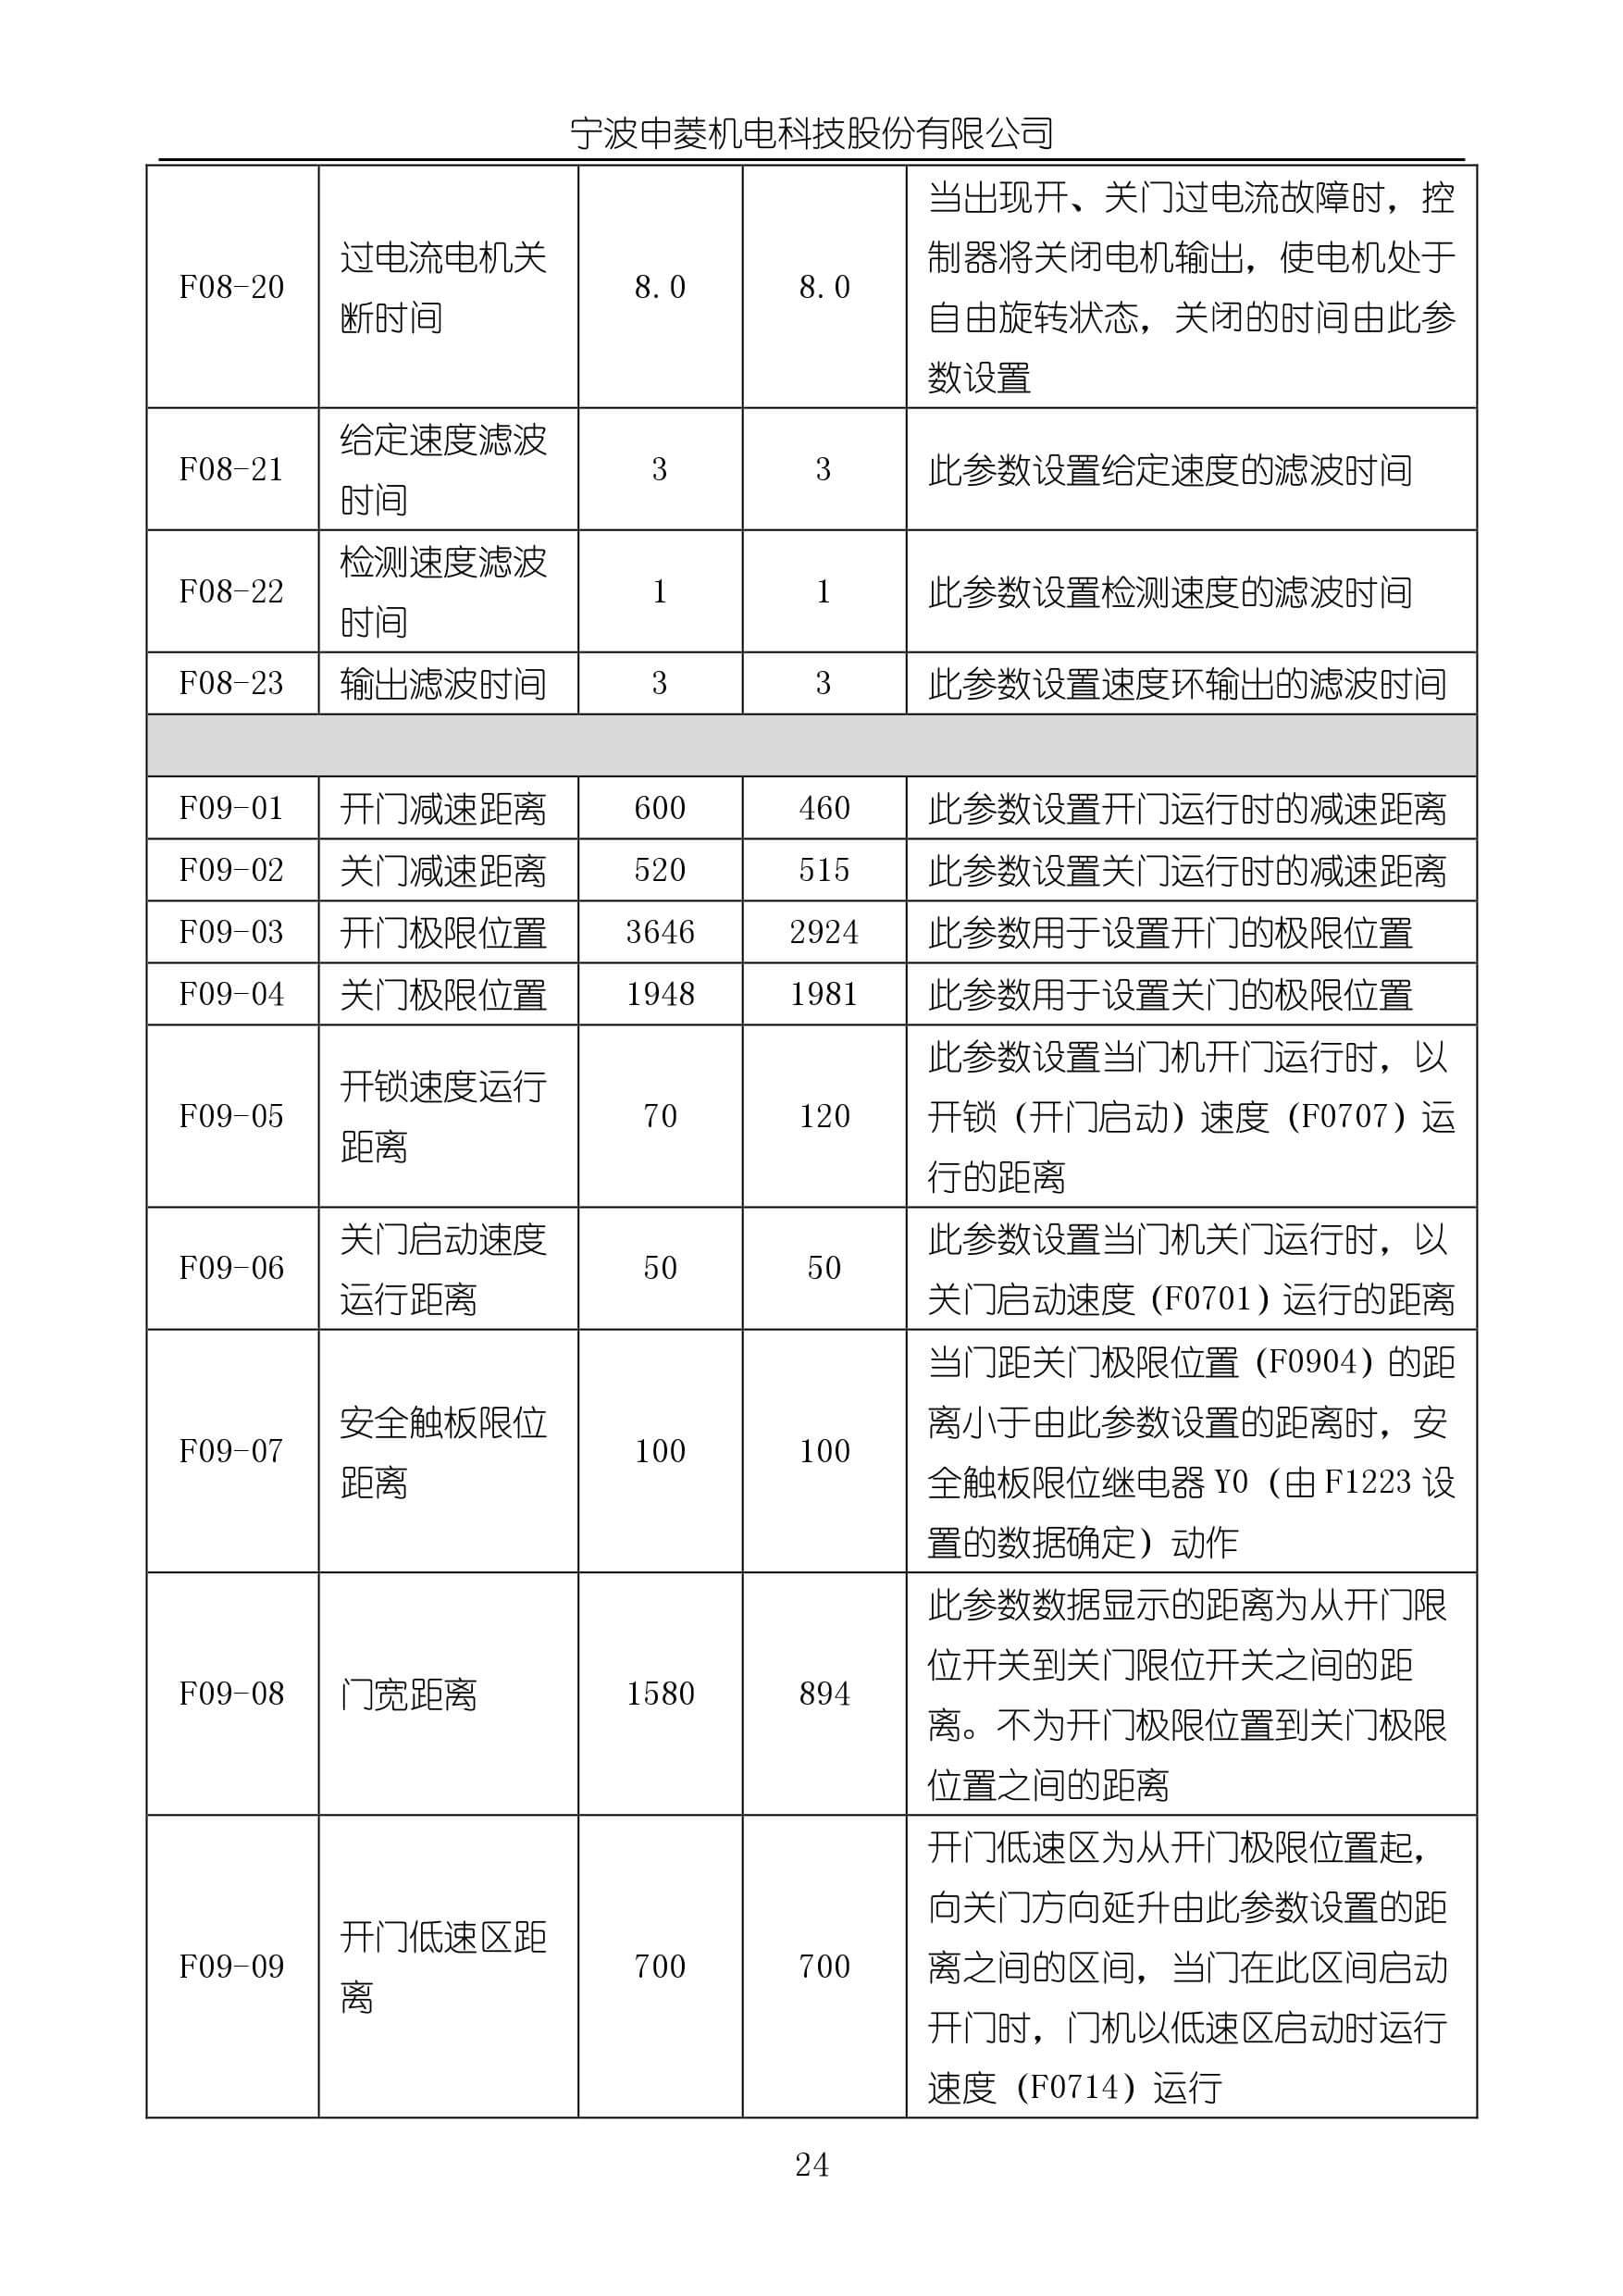 宁波申菱机电科技股份有限公司
F08-20
过电流电机关
断时间
8.0
8.0
当出现开、关门过电流故障时，控
制器将关闭电机输出，使电机处于
自由旋转状态，关闭的时间由此参
数设置
F08-21
给定速度滤波
时间
3
3
此参数设置给定速度的滤波时间
F08-22
检测速度滤波
时间
1
1
此参数设置检测速度的滤波时间
F08-23
输出滤波时间
3
3
此参数设置速度环输出的滤波时间
F09-01
开门减速距离
600
460
此参数设置开门运行时的减速距离
F09-02
关门减速距离
520
515
此参数设置关门运行时的减速距离
F09-03
开门极限位置
3646
2924
此参数用于设置开门的极限位置
F09-04
关门极限位置
1948
1981
此参数用于设置关门的极限位置
F09-05
开锁速度运行
距离
70
120
此参数设置当门机开门运行时，以
开锁（开门启动）速度（F0707）运
行的距离
F09-06
关门启动速度
运行距离
50
50
此参数设置当门机关门运行时，以
关门启动速度（F0701）运行的距离
F09-07
安全触板限位
距离
100
100
当门距关门极限位置（F0904）的距
离小于由此参数设置的距离时，安
全触板限位继电器 Y0（由 F1223 设
置的数据确定）动作
F09-08
门宽距离
1580
894
此参数数据显示的距离为从开门限
位开关到关门限位开关之间的距
离。不为开门极限位置到关门极限
位置之间的距离
F09-09
开门低速区距
离
700
700
开门低速区为从开门极限位置起，
向关门方向延升由此参数设置的距
离之间的区间，当门在此区间启动
开门时，门机以低速区启动时运行
速度（F0714）运行
24